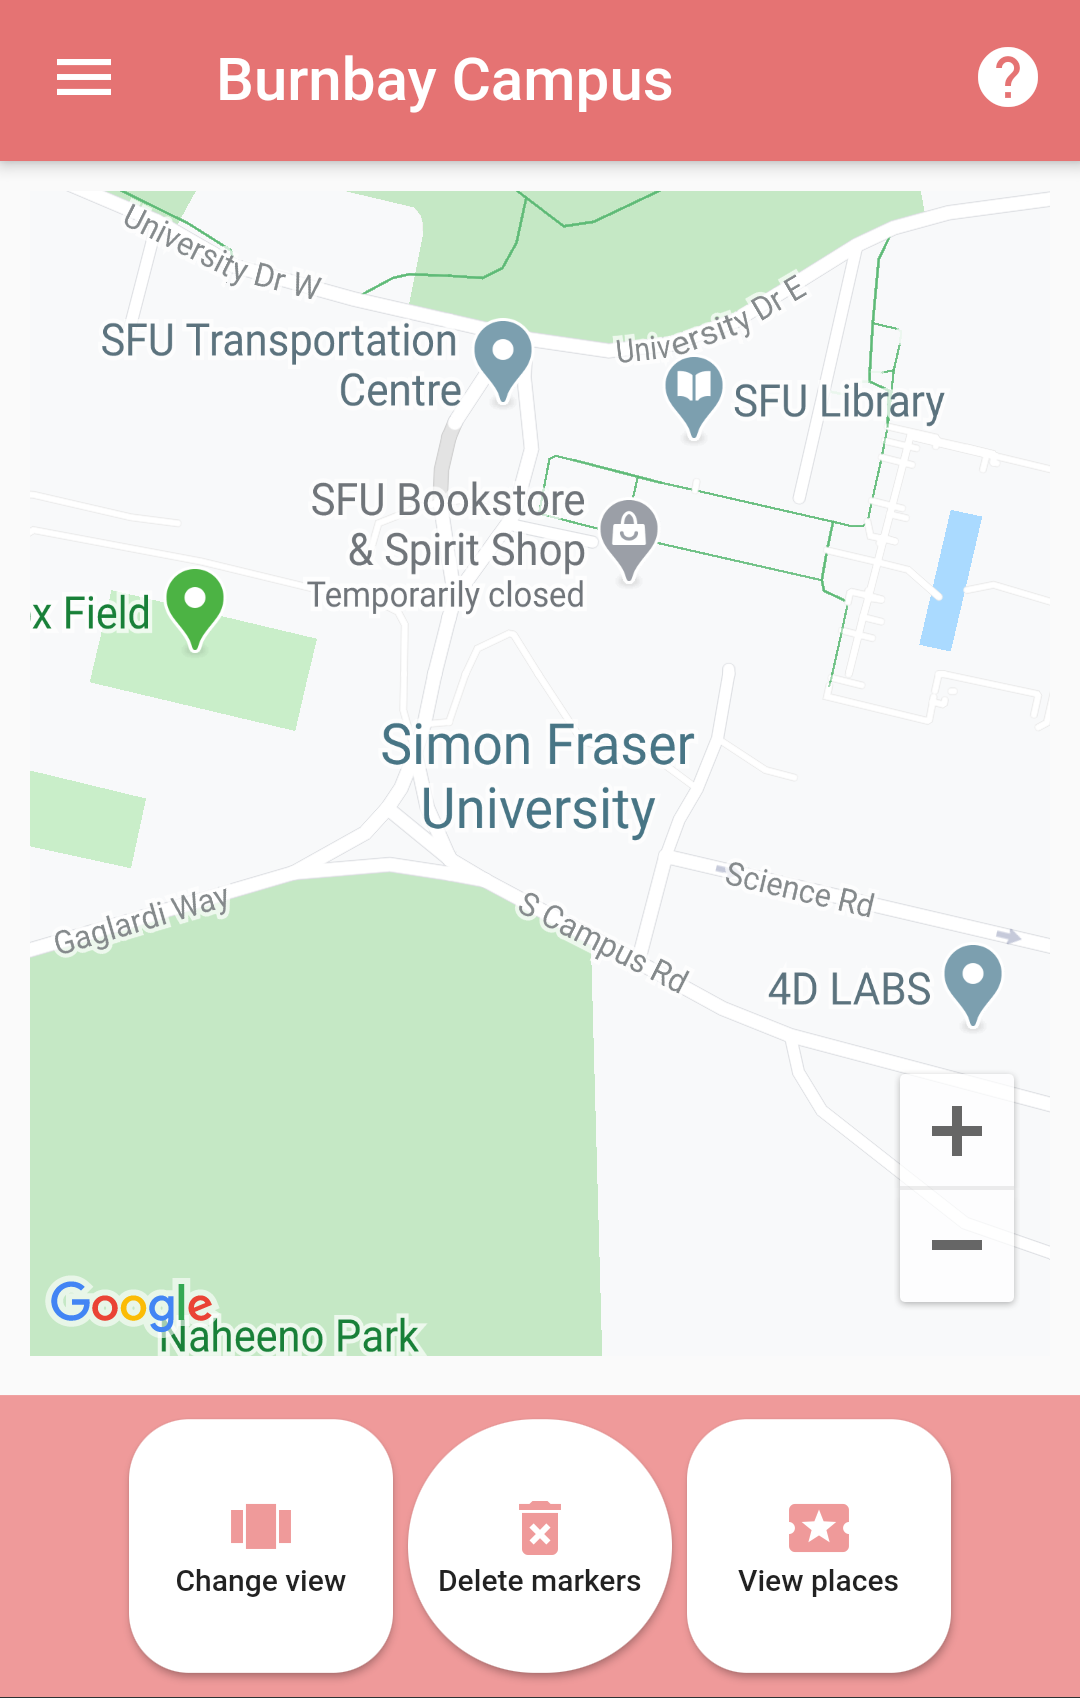 Burnbay Campus
University Dr W
University Dr E
SFU Transportation
Centre
SFU Library
SFU Bookstore
& Spirit Shop
Temporarily closed
x Field
Simon Fraser
University
Science Rd
Gaglardi Way
S Campus Rd
4D LABS
+
−
Google
Naheeno Park
Change view
Delete markers
View places